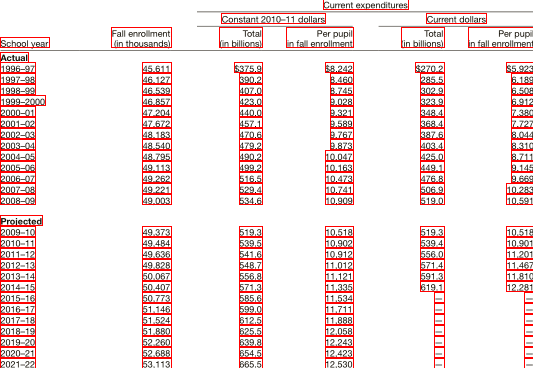 Current expenditures
Constant 2010–11 dollars Current dollars
Fall enrollment Total Per pupil Total Per pupil
School year (in thousands) (in billions) in fall enrollment (in billions) in fall enrollment
Actual
1996–97 45,611 $375.9 $8,242 $270.2 $5,923
1997–98 46,127 390.2 8,460 285.5 6,189
1998–99 46,539 407.0 8,745 302.9 6,508
1999–2000 46,857 423.0 9,028 323.9 6,912
2000–01 47,204 440.0 9,321 348.4 7,380
2001–02 47,672 457.1 9,589 368.4 7,727
2002–03 48,183 470.6 9,767 387.6 8,044
2003–04 48,540 479.2 9,873 403.4 8,310
2004–05 48,795 490.2 10,047 425.0 8,711
2005–06 49,113 499.2 10,163 449.1 9,145
2006–07 49,262 516.5 10,473 476.8 9,669
2007–08 49,221 529.4 10,741 506.9 10,283
2008–09 49,003 534.6 10,909 519.0 10,591
Projected
2009–10 49,373 519.3 10,518 519.3 10,518
2010–11 49,484 539.5 10,902 539.4 10,901
2011–12 49,636 541.6 10,912 556.0 11,201
2012–13 49,828 548.7 11,012 571.4 11,467
2013–14 50,067 556.8 11,121 591.3 11,810
2014–15 50,407 571.3 11,335 619.1 12,281
2015–16 50,773 585.6 11,534 — —
2016–17 51,146 599.0 11,711 — —
2017–18 51,524 612.5 11,888 — —
2018–19 51,880 625.5 12,058 — —
2019–20 52,260 639.8 12,243 — —
2020–21 52,688 654.5 12,423 — —
2021–22 53,113 665.5 12,530 — —